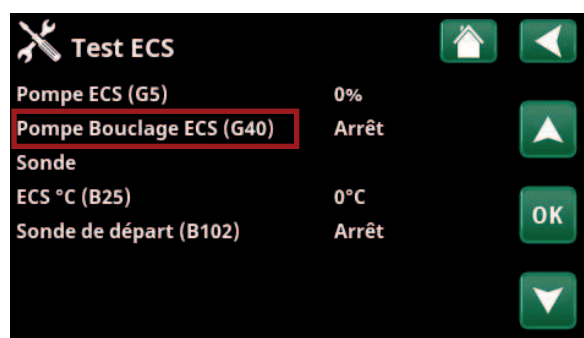 Test ECS
Pompe ECS (G5) 0%
Pompe Bouclage ECS (G40) Arrêt
Sonde
ECS °C (B25) 0°C
OK
Sonde de départ (B102) Arrêt